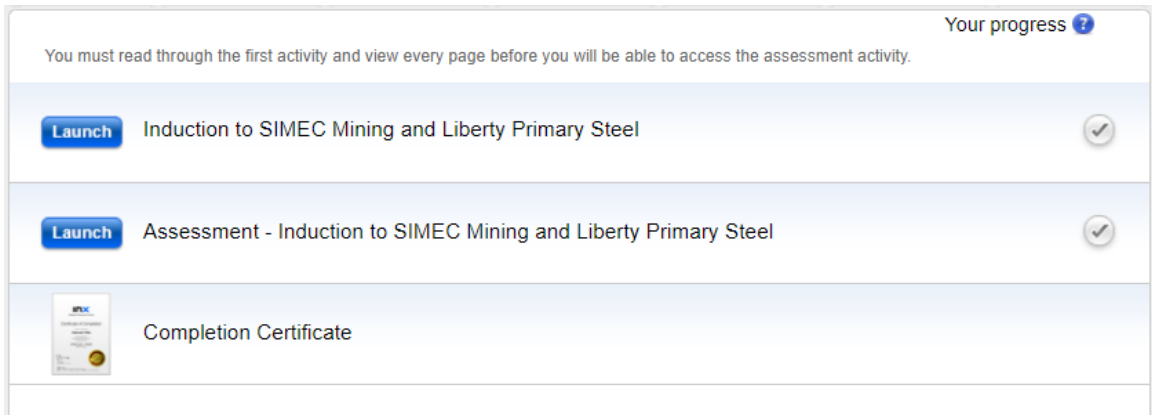 Your progress ?
You must read through the first activity and view every page before you will be able to access the assessment activity.
Launch Induction to SIMEC Mining and Liberty Primary Steel
Launch Assessment - Induction to SIMEC Mining and Liberty Primary Steel
inx
Completion Certificate